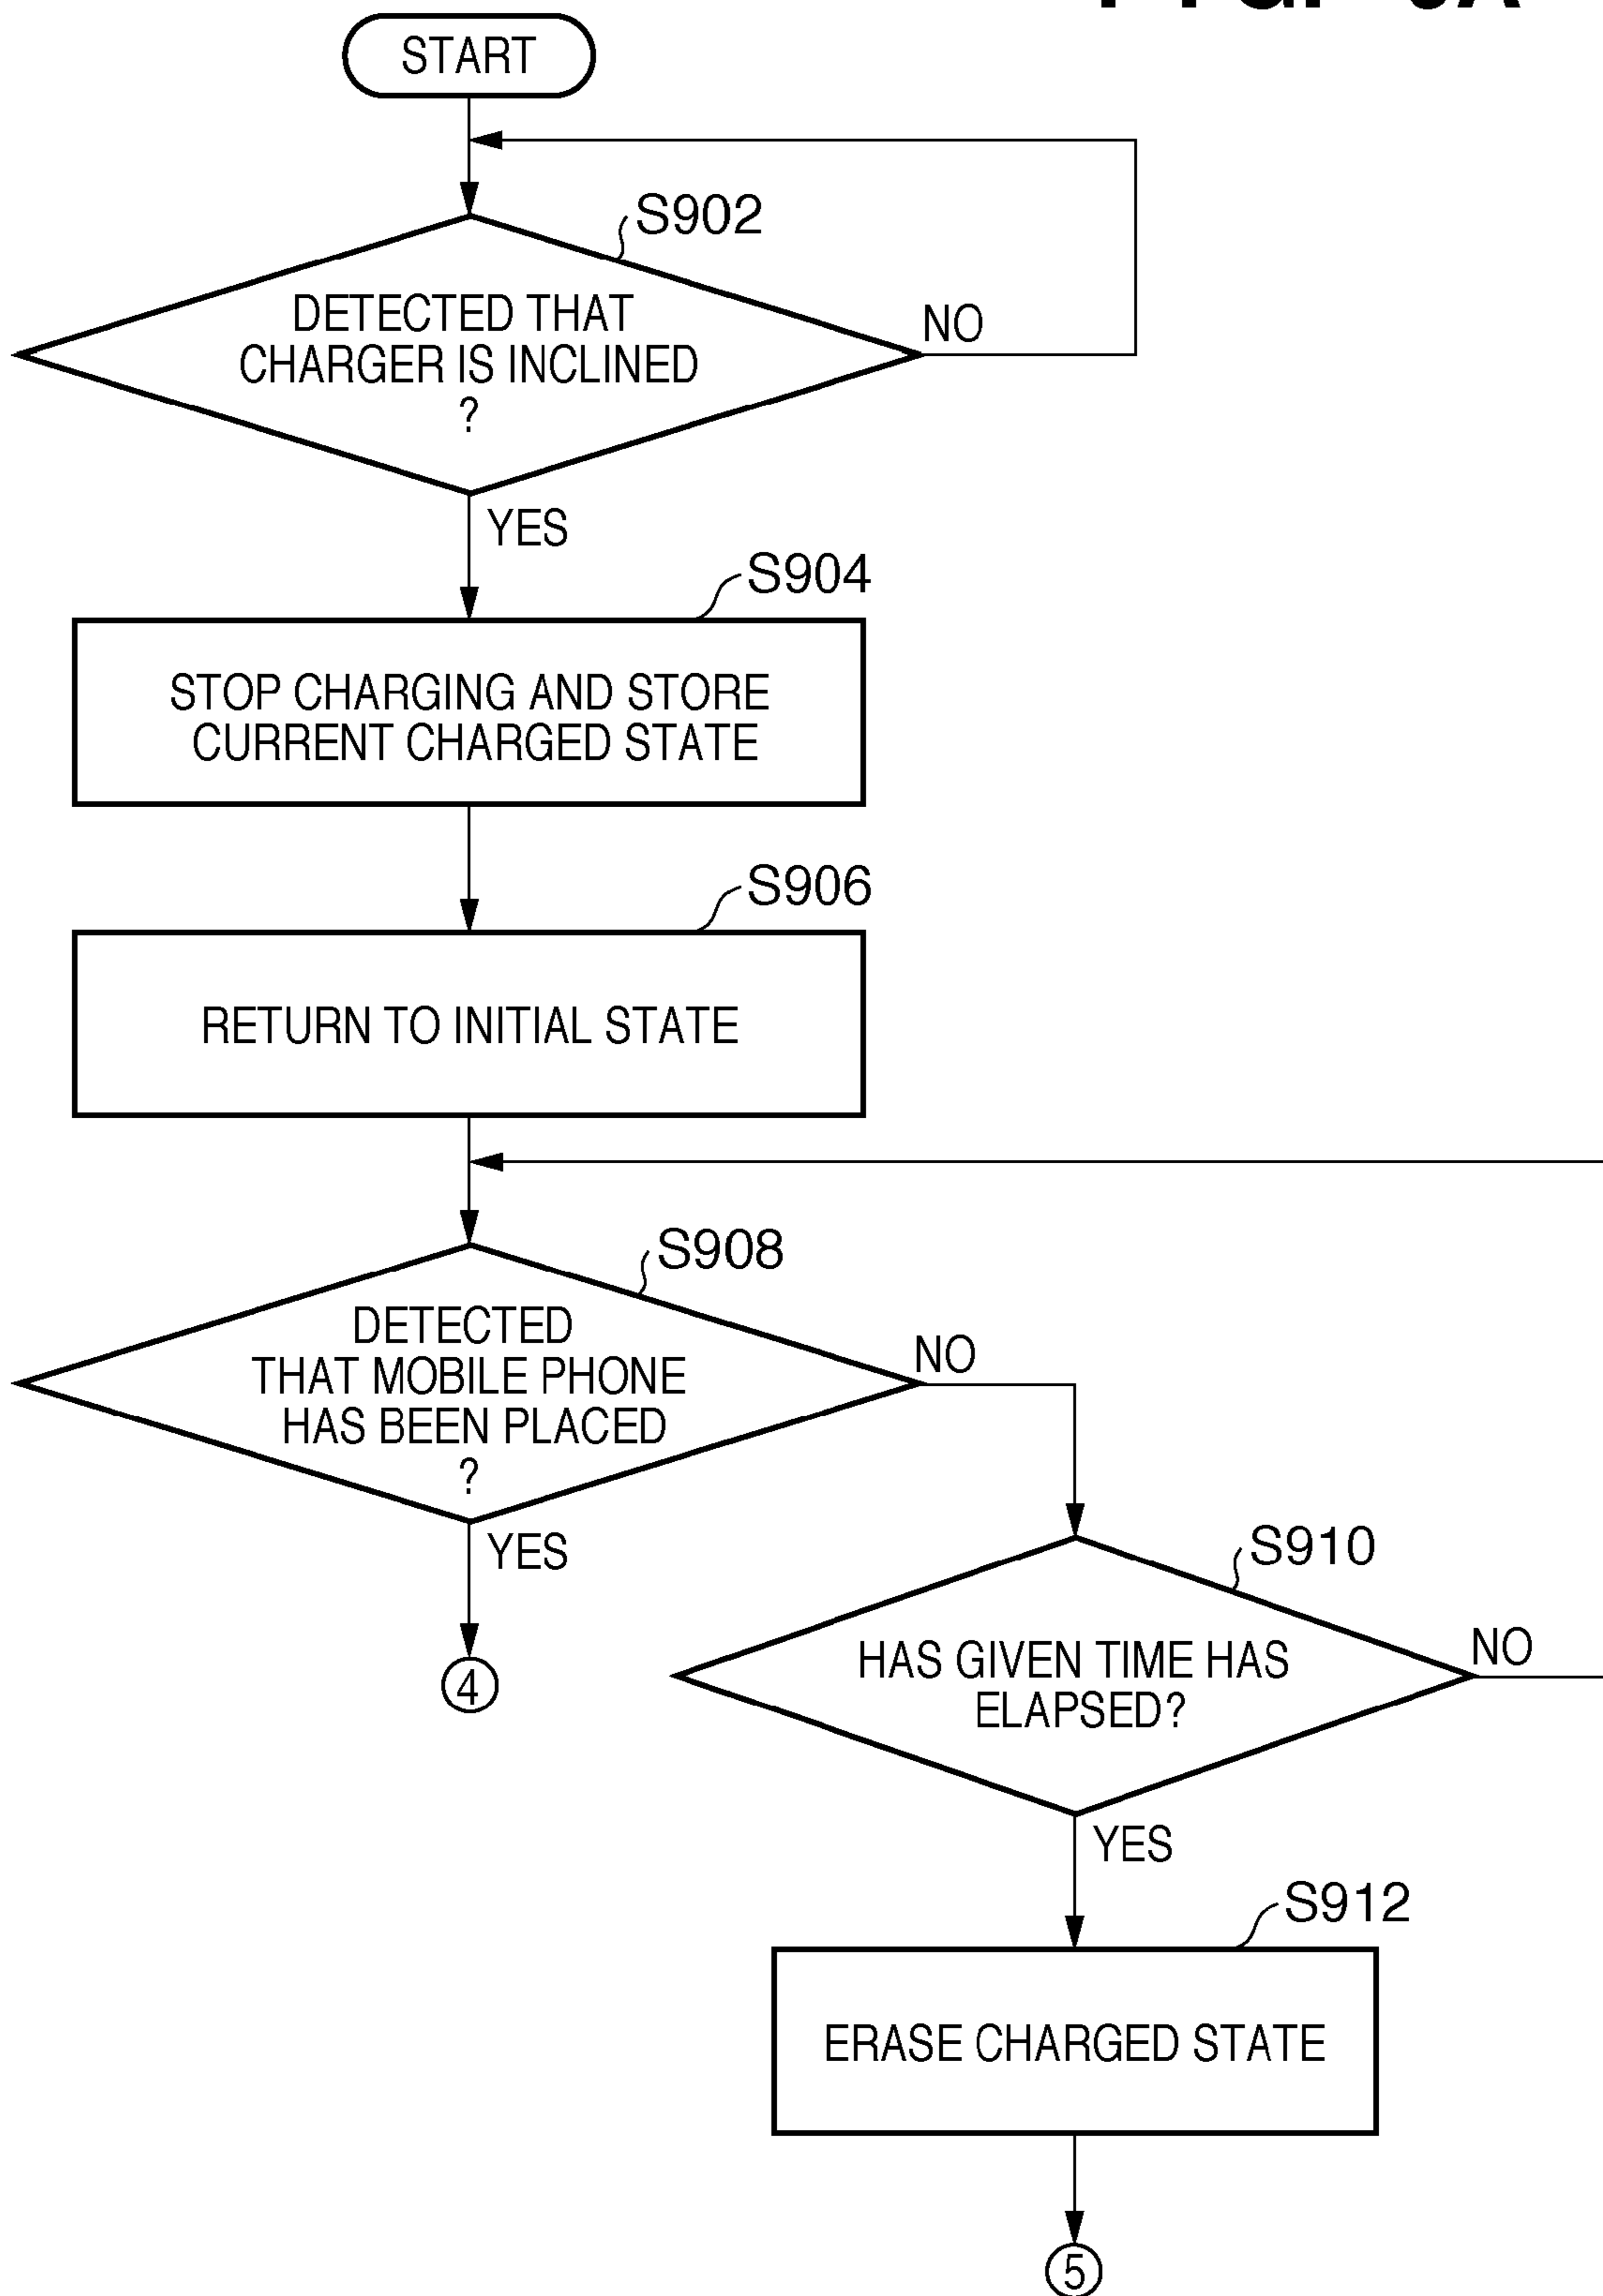 START
S902
DETECTED THAT
CHARGER IS INCLINED
?
NO
YES
S904
STOP CHARGING AND STORE
CURRENT CHARGED STATE
S906
RETURN TO INITIAL STATE
S908
DETECTED
THAT MOBILE PHONE
HAS BEEN PLACED
?
NO
YES
4
S910
HAS GIVEN TIME HAS
ELAPSED?
NO
YES
S912
ERASE CHARGED STATE
5